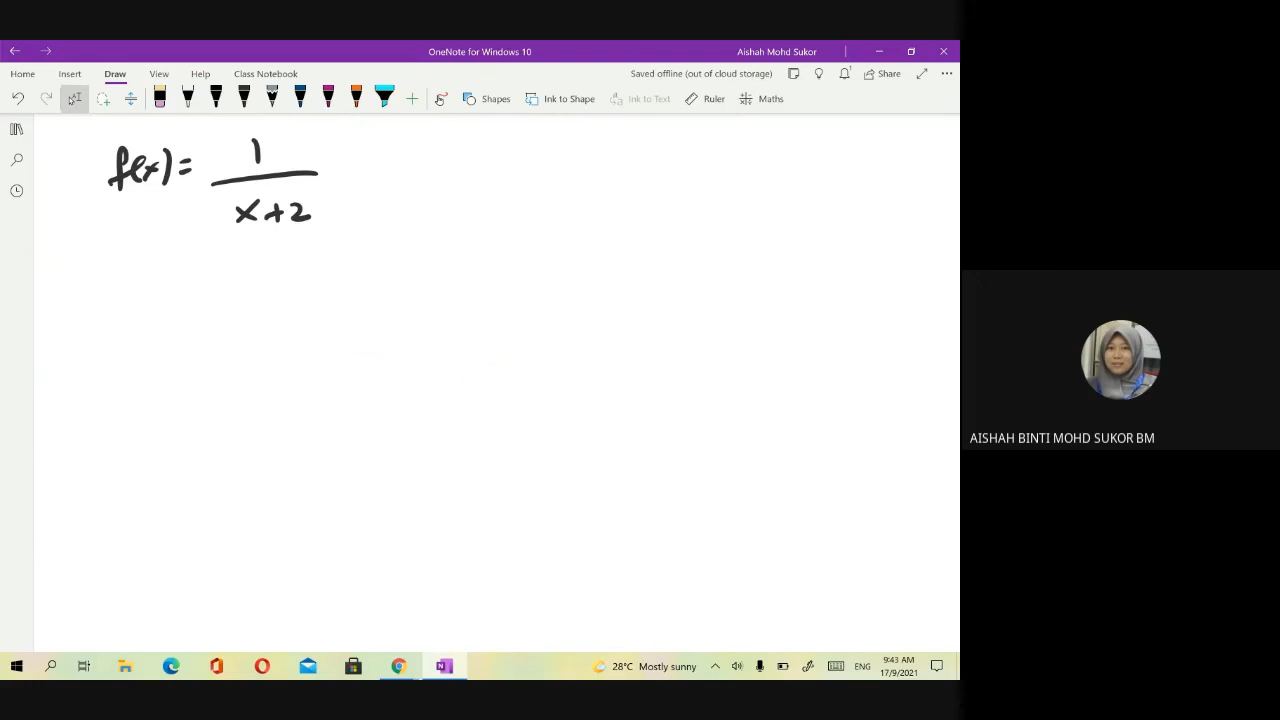 OneNote for Windows 10
Aishah Mohd Sukor
Home Insert Draw View Help Class Notebook
Saved offline (out of cloud storage)
Share
Shapes
Ink to Shape
Ink to Text
Ruler
Maths
f(x) = 1
x+2
AISHAH BINTI MOHD SUKOR BM
28°C Mostly sunny
ENG
9:43 AM
17/9/2021